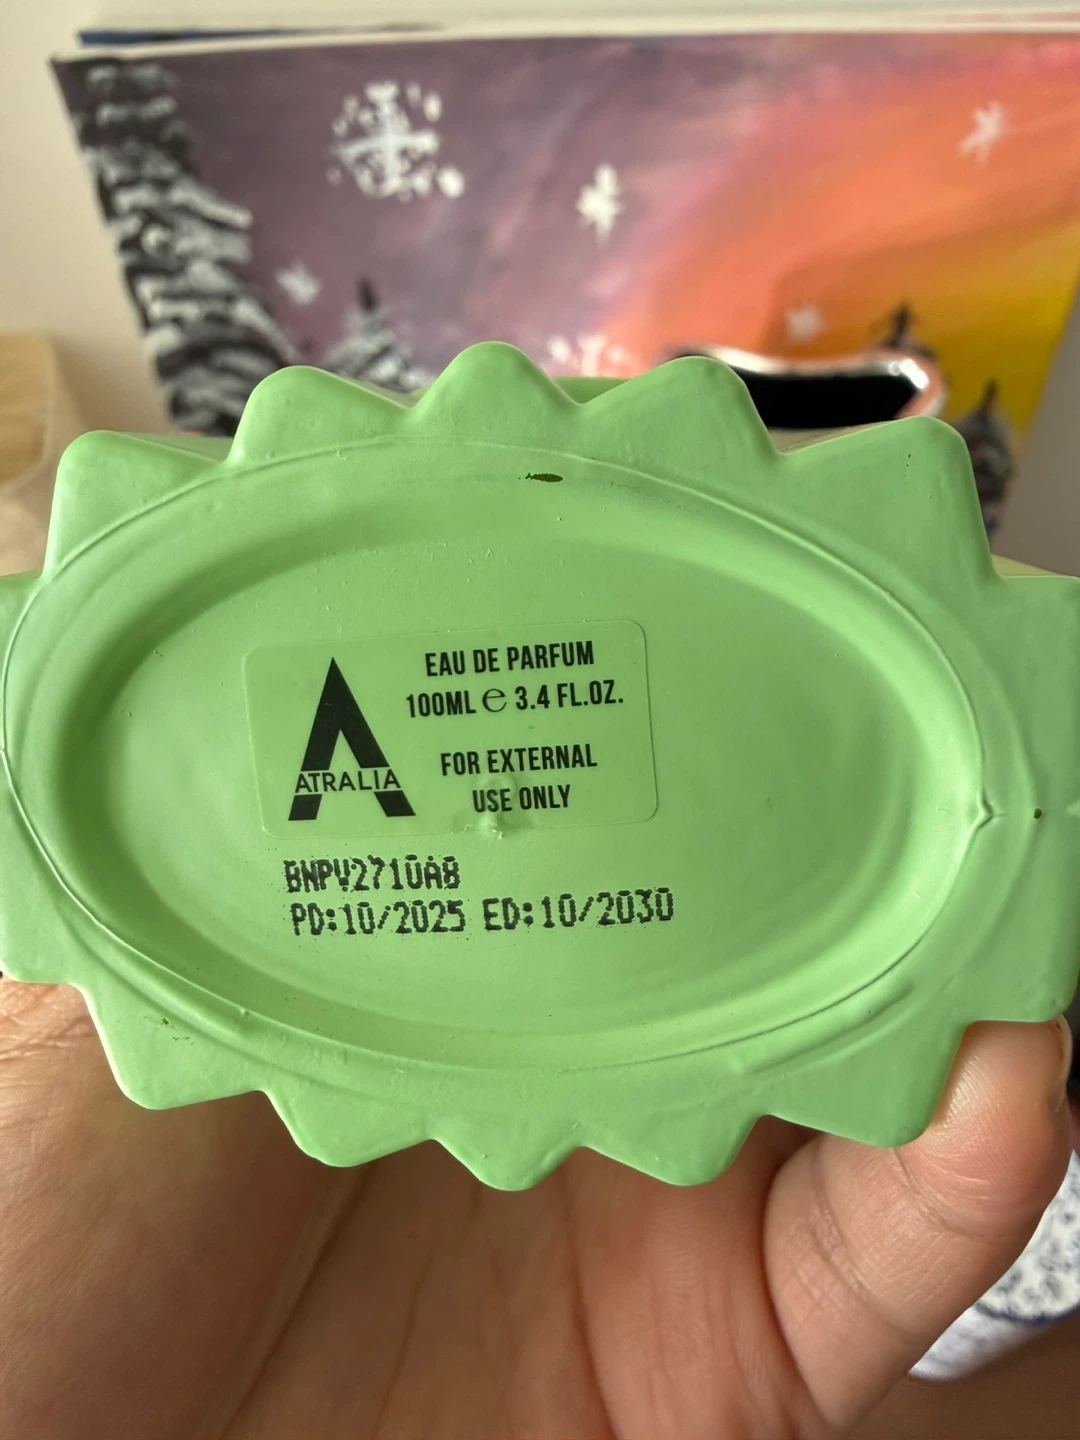 EAU DE PARFUM
100ML ℮ 3.4 FL.OZ.
ATRALIA
FOR EXTERNAL
USE ONLY
BNPV2710A8
PD:10/2025 ED:10/2030